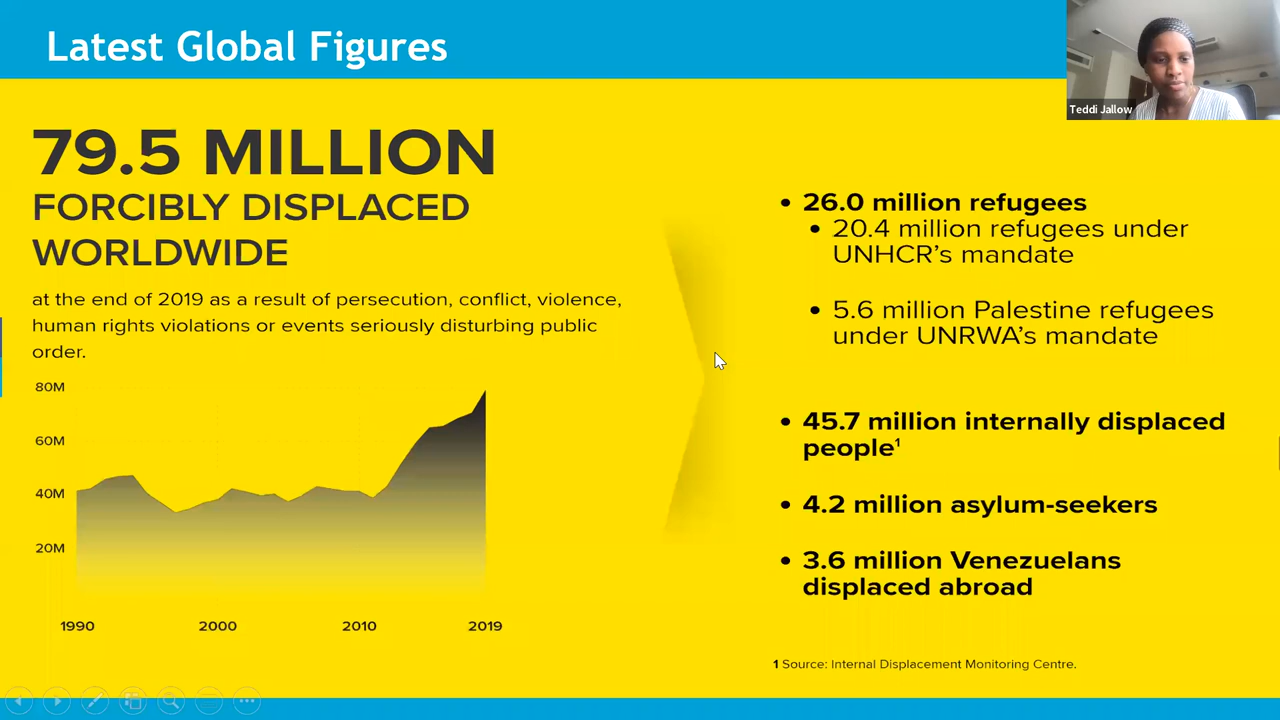 Latest Global Figures
Teddi Jallow
79.5 MILLION
FORCIBLY DISPLACED
WORLDWIDE
at the end of 2019 as a result of persecution, conflict, violence,
human rights violations or events seriously disturbing public
order.
80M
60M
40M
20M
1990 2000 2010 2019
• 26.0 million refugees
• 20.4 million refugees under
UNHCR’s mandate
• 5.6 million Palestine refugees
under UNRWA’s mandate
• 45.7 million internally displaced
people¹
• 4.2 million asylum-seekers
• 3.6 million Venezuelans
displaced abroad
1 Source: Internal Displacement Monitoring Centre.